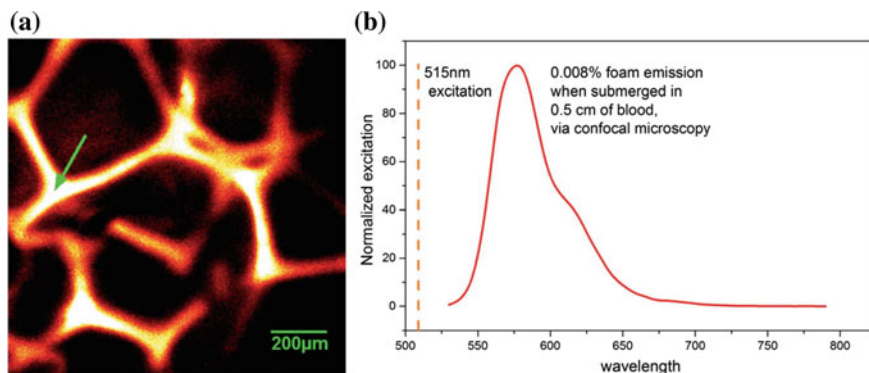 (a)
200µm
(b)
Normalized excitation
100
80
60
40
20
0
515nm
excitation
0.008% foam emission
when submerged in
0.5 cm of blood,
via confocal microscopy
500 550 600 650 700 750 800
wavelength